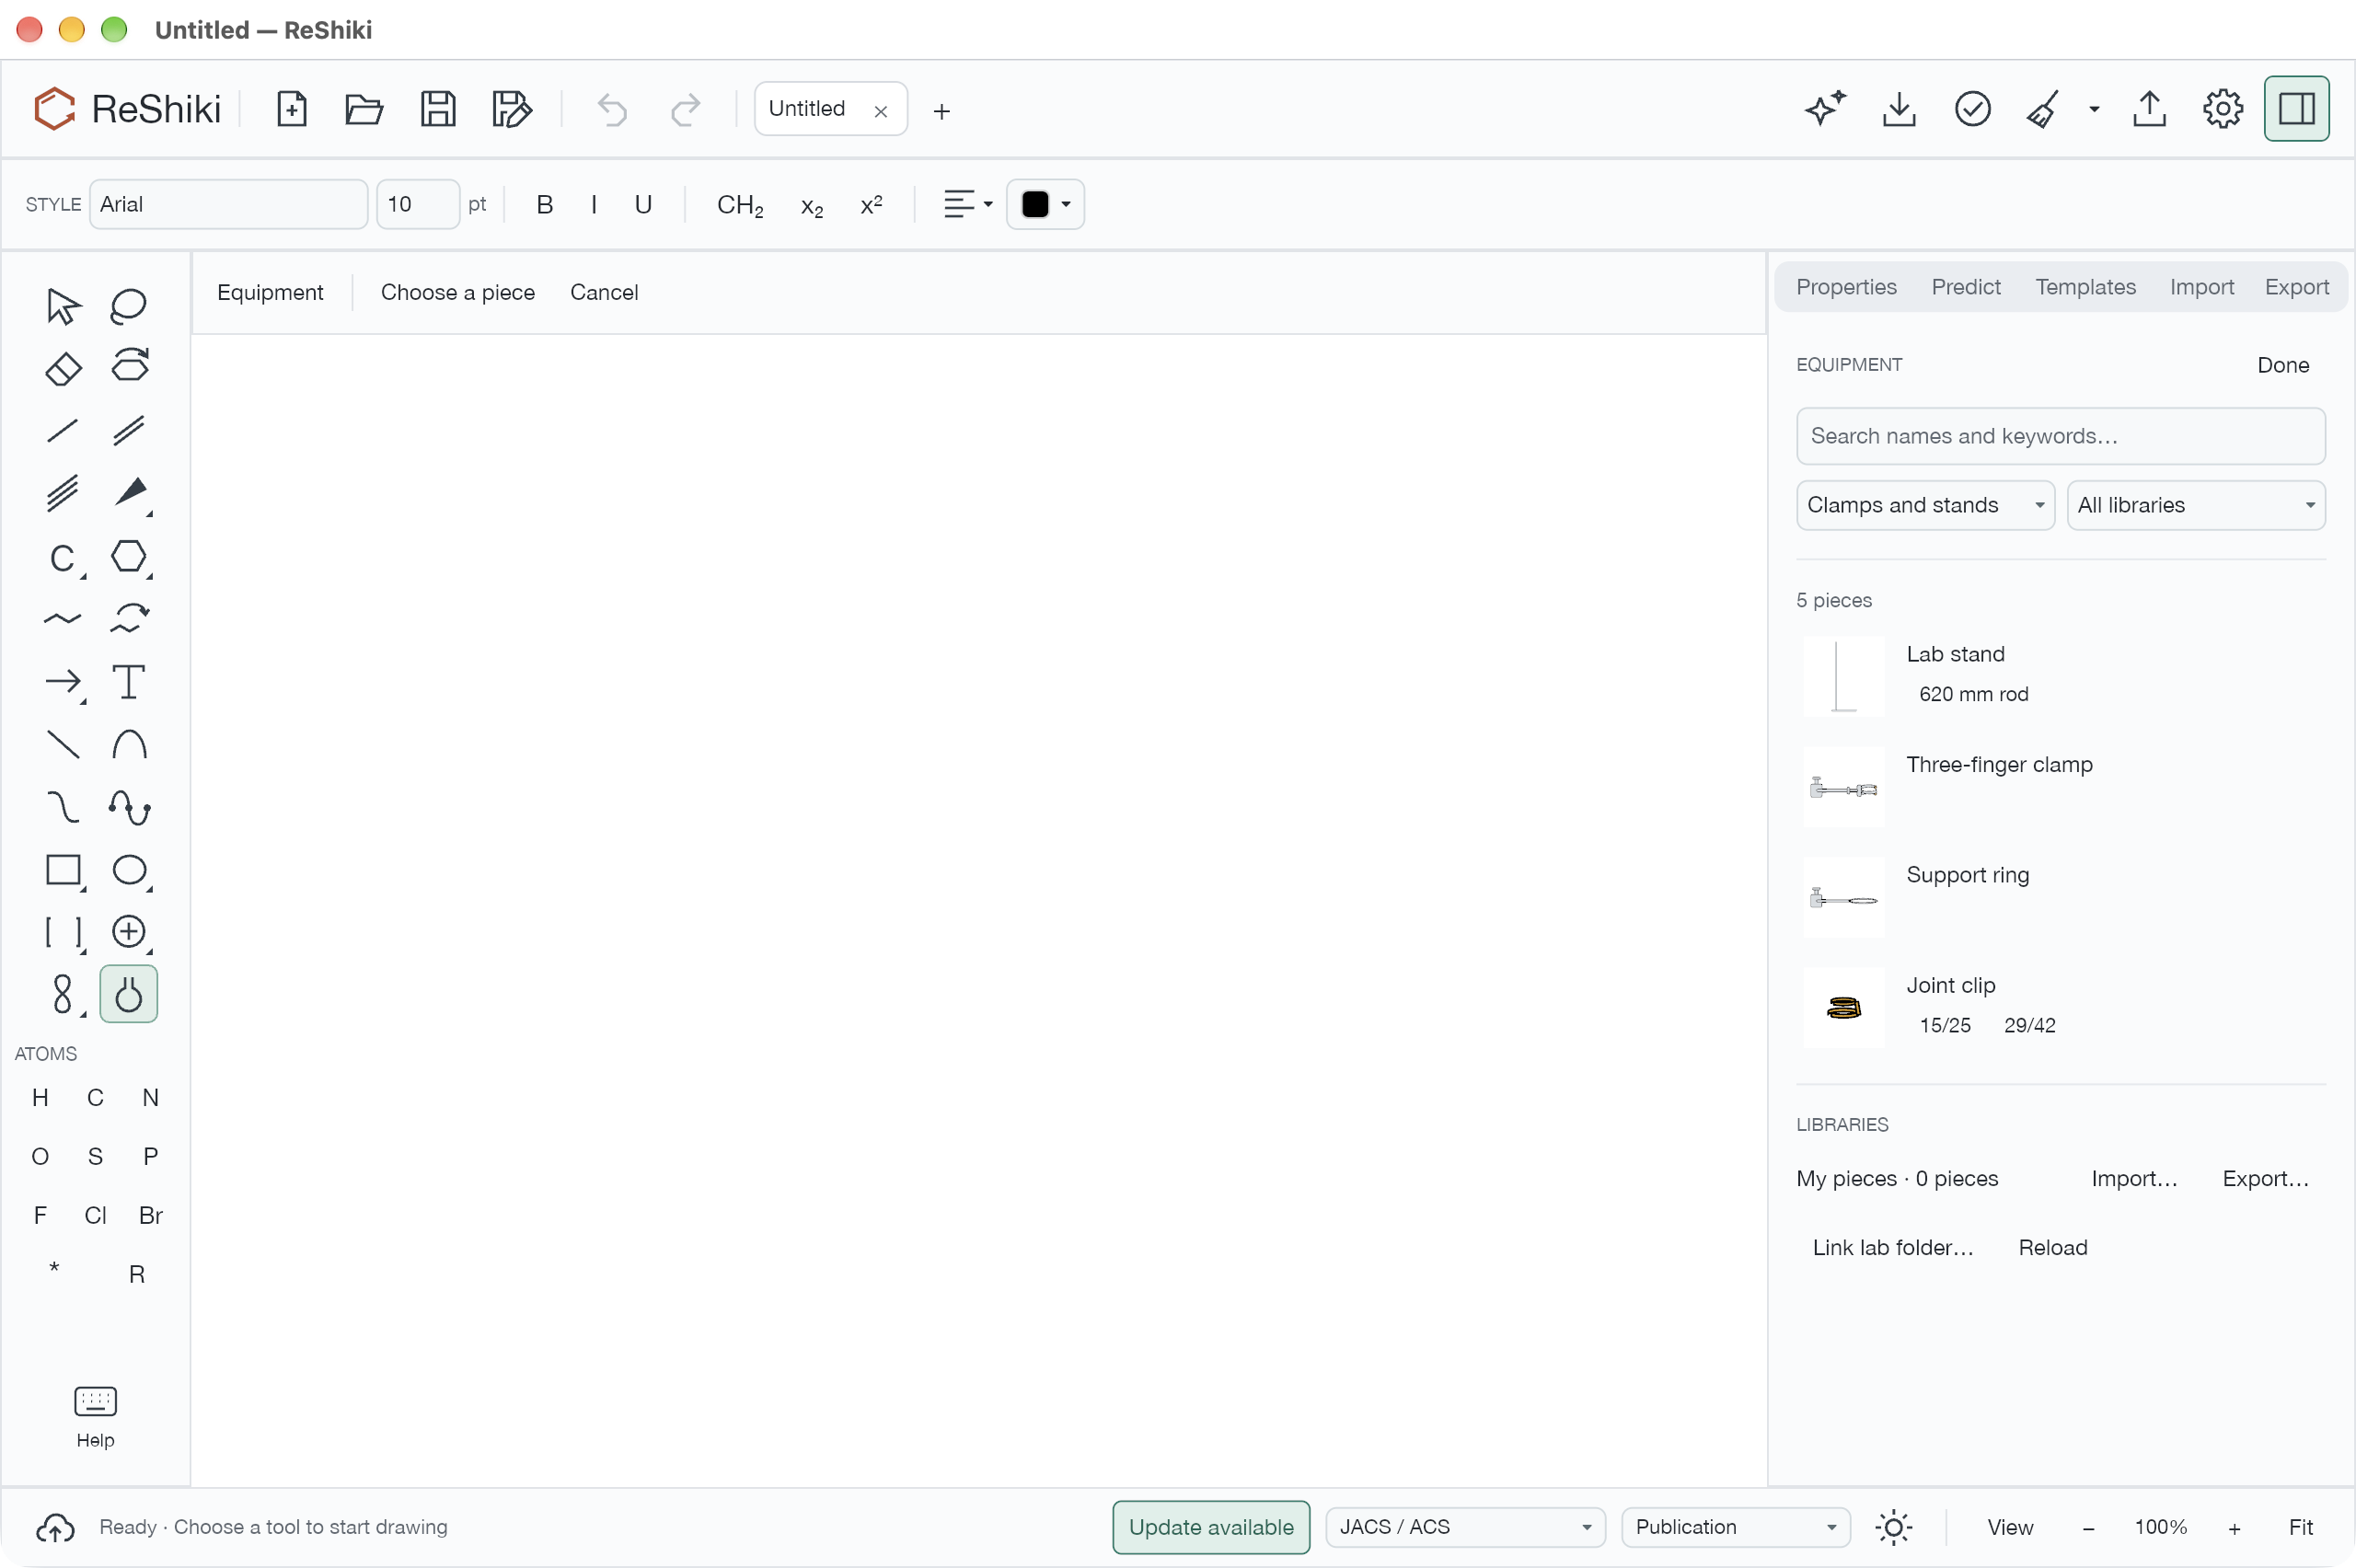 Untitled — ReShiki
ReShiki
Untitled × +
STYLE Arial 10 pt B I U CH₂ x₂ x²
Equipment Choose a piece Cancel
Properties Predict Templates Import Export
EQUIPMENT Done
Search names and keywords...
Clamps and stands All libraries
5 pieces
Lab stand
620 mm rod
Three-finger clamp
Support ring
Joint clip
15/25 29/42
LIBRARIES
My pieces · 0 pieces Import... Export...
Link lab folder... Reload
C
T
[ ]
ATOMS
H C N
O S P
F Cl Br
* R
Help
Ready · Choose a tool to start drawing
Update available JACS / ACS Publication View − 100% + Fit